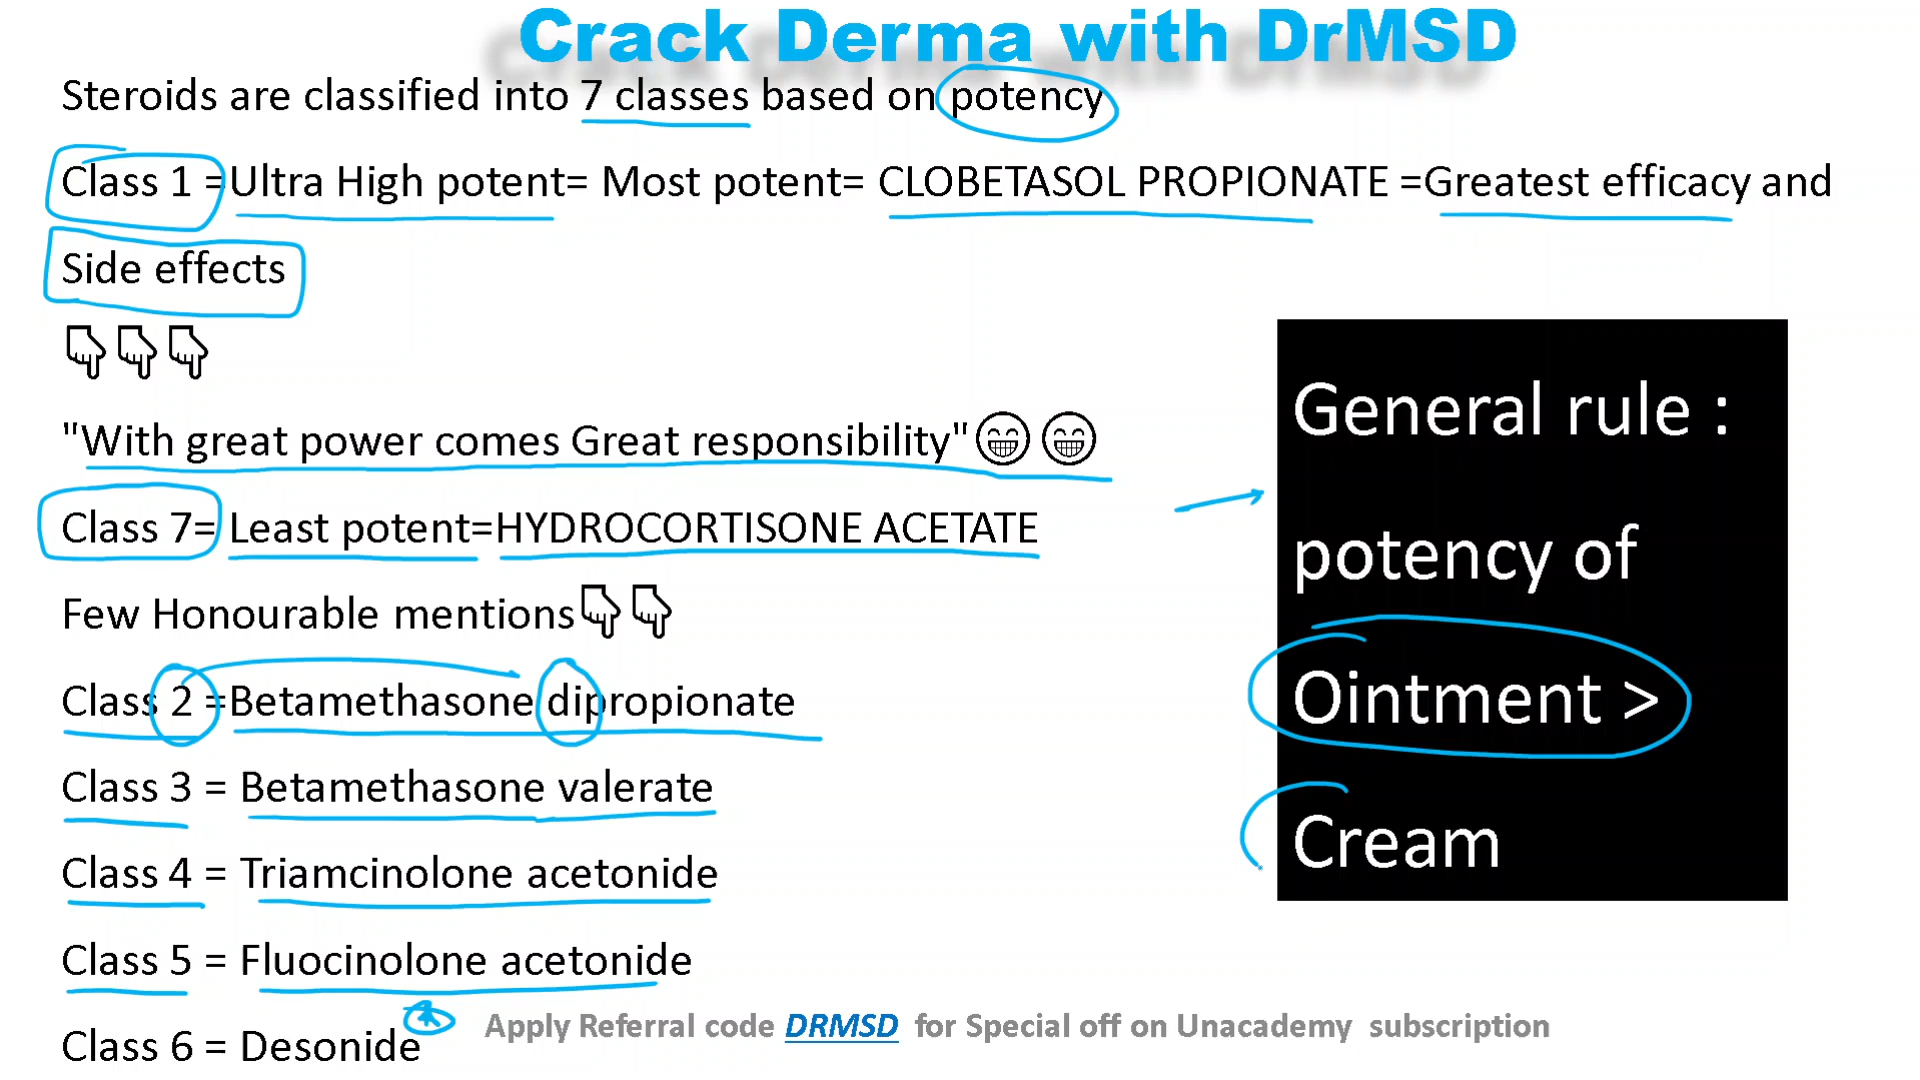 Crack Derma with DrMSD
Steroids are classified into 7 classes based on potency
Class 1 =Ultra High potent= Most potent= CLOBETASOL PROPIONATE =Greatest efficacy and
Side effects
👇👇👇
"With great power comes Great responsibility"😁😁
Class 7= Least potent=HYDROCORTISONE ACETATE
Few Honourable mentions👇👇
Class 2 =Betamethasone dipropionate
Class 3 = Betamethasone valerate
Class 4 = Triamcinolone acetonide
Class 5 = Fluocinolone acetonide
Class 6 = Desonide
General rule :
potency of
Ointment >
Cream
Apply Referral code DRMSD for Special off on Unacademy subscription